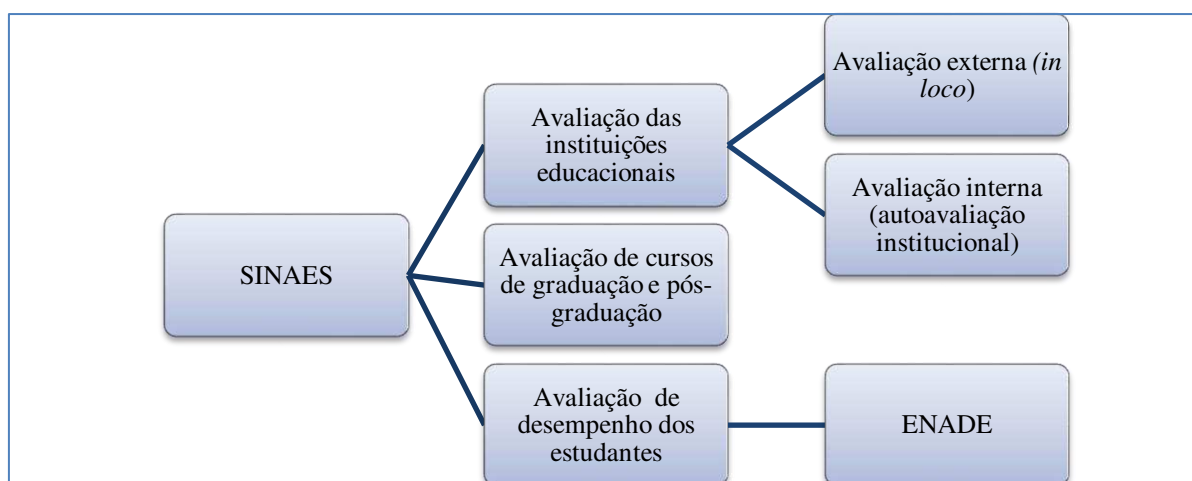 SINAES
Avaliação das
instituições
educacionais
Avaliação externa (in
loco)
Avaliação interna
(autoavaliação
institucional)
Avaliação de cursos
de graduação e pós-
graduação
Avaliação de
desempenho dos
estudantes
ENADE